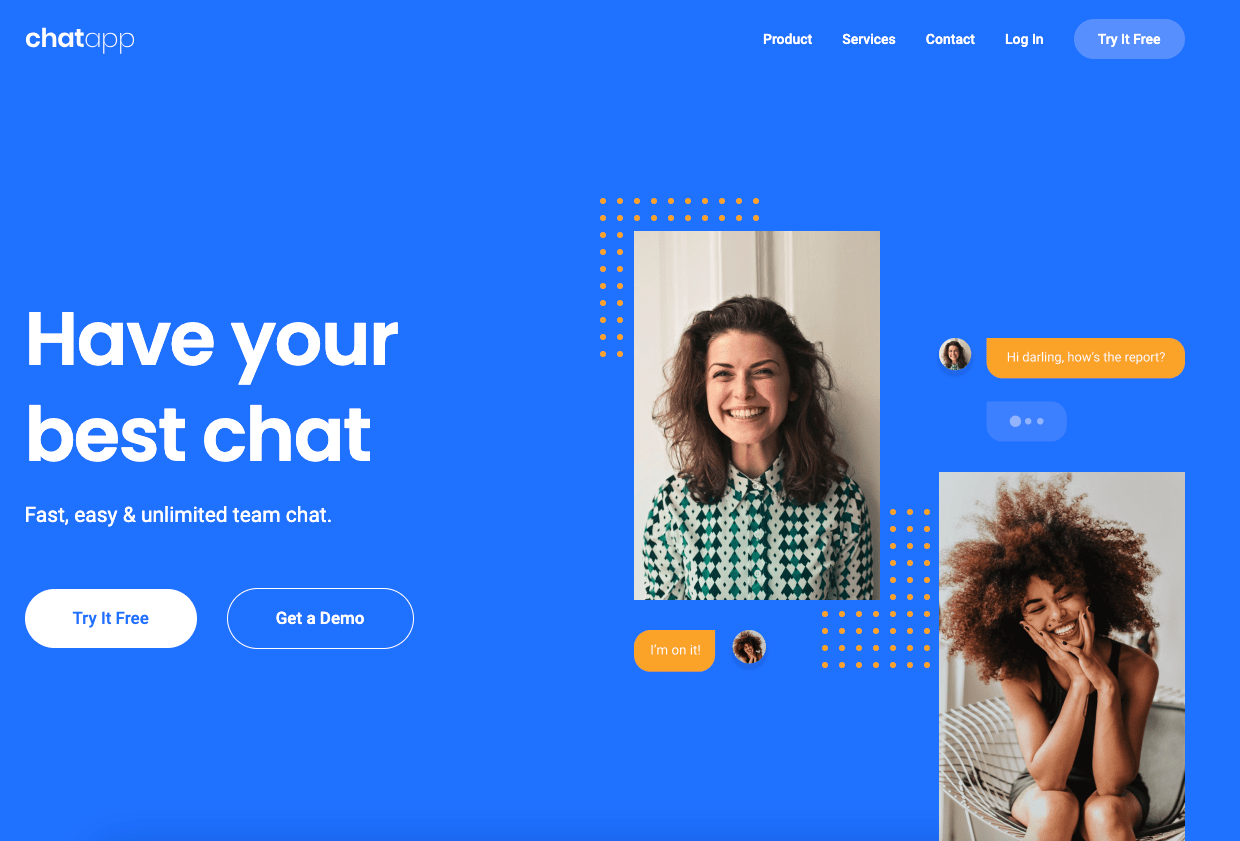 chatapp
Product Services Contact Log In Try It Free
Have your
best chat
Fast, easy & unlimited team chat.
Try It Free Get a Demo
Hi darling, how's the report?
I'm on it!